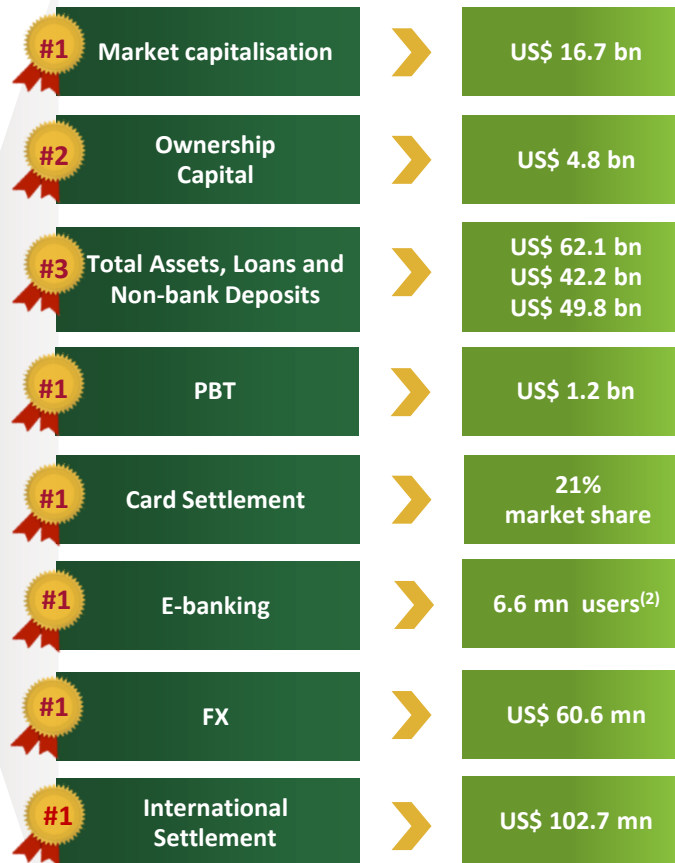 #1
Market capitalisation
US$ 16.7 bn
#2
Ownership
Capital
US$ 4.8 bn
#3
Total Assets, Loans and
Non-bank Deposits
US$ 62.1 bn
US$ 42.2 bn
US$ 49.8 bn
#1
PBT
US$ 1.2 bn
#1
Card Settlement
21%
market share
#1
E-banking
6.6 mn users(2)
#1
FX
US$ 60.6 mn
#1
International
Settlement
US$ 102.7 mn